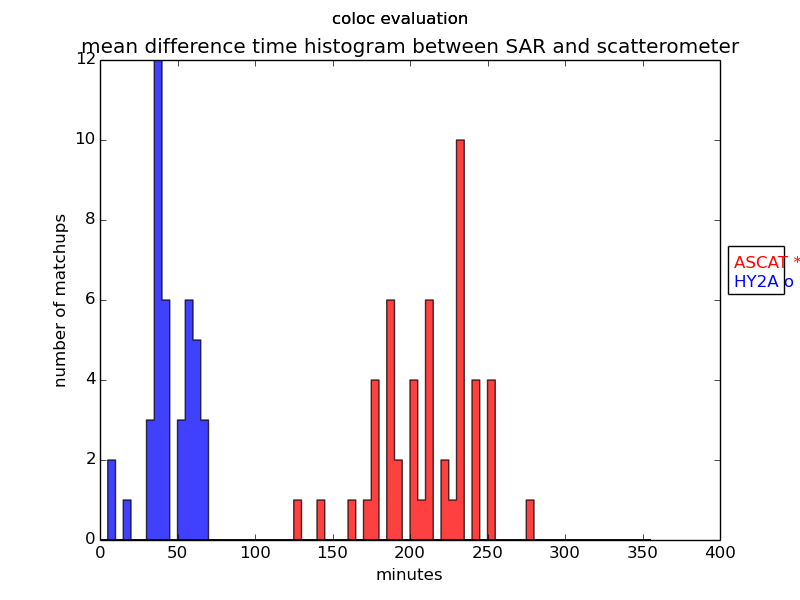 coloc evaluation
mean difference time histogram between SAR and scatterometer
12
10
8
6
4
2
0
number of matchups
0 50 100 150 200 250 300 350 400
minutes
ASCAT *
HY2A o